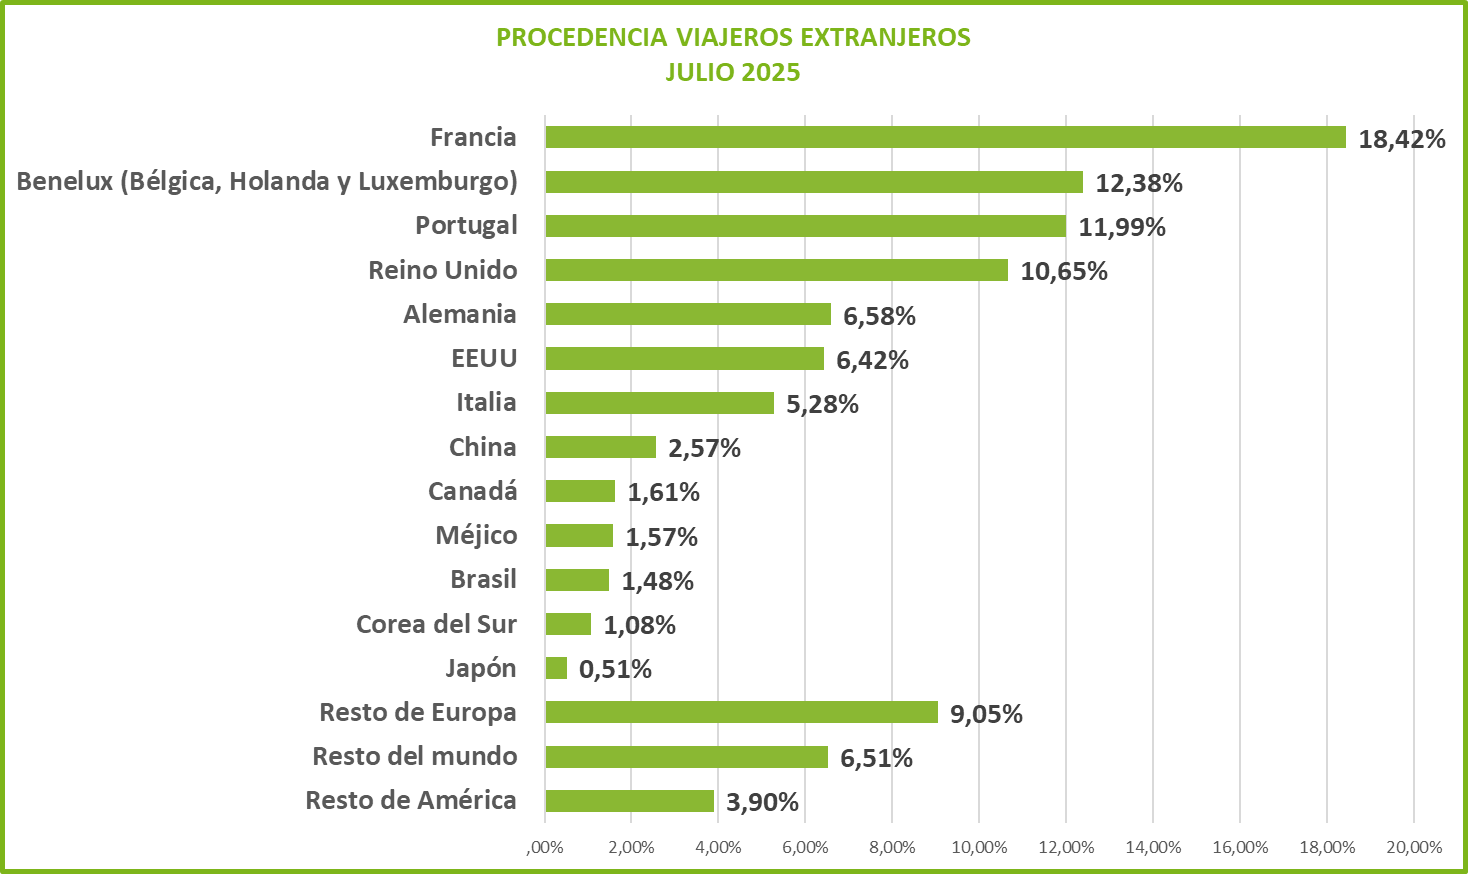 PROCEDENCIA VIAJEROS EXTRANJEROS
JULIO 2025
Francia 18,42%
Benelux (Bélgica, Holanda y Luxemburgo) 12,38%
Portugal 11,99%
Reino Unido 10,65%
Alemania 6,58%
EEUU 6,42%
Italia 5,28%
China 2,57%
Canadá 1,61%
Méjico 1,57%
Brasil 1,48%
Corea del Sur 1,08%
Japón 0,51%
Resto de Europa 9,05%
Resto del mundo 6,51%
Resto de América 3,90%
,00% 2,00% 4,00% 6,00% 8,00% 10,00% 12,00% 14,00% 16,00% 18,00% 20,00%